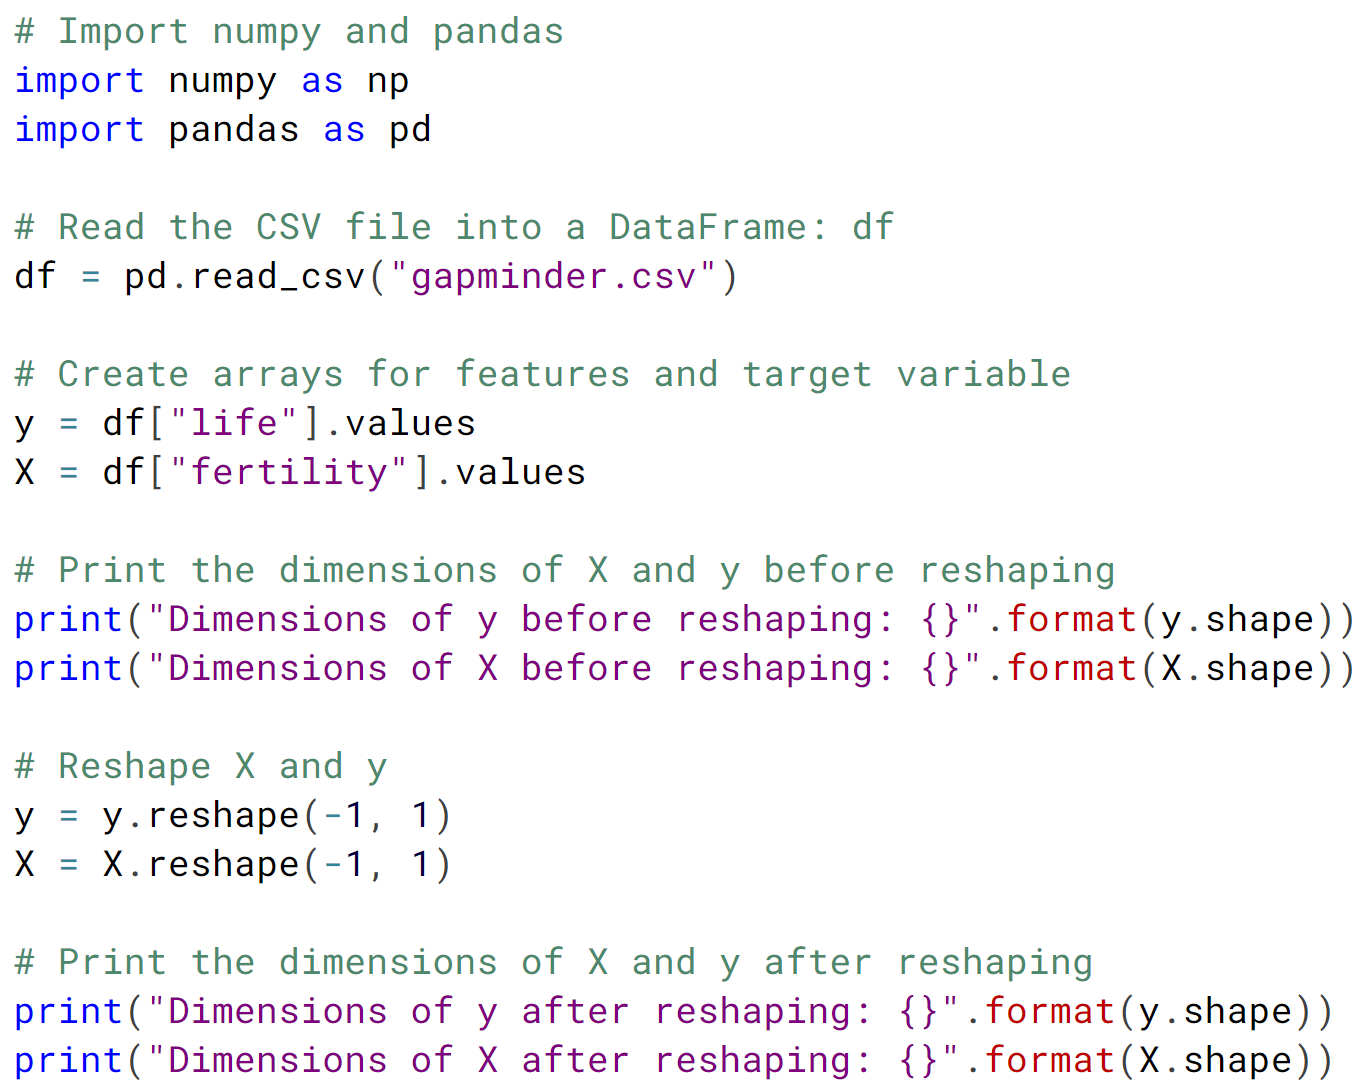 # Import numpy and pandas
import numpy as np
import pandas as pd

# Read the CSV file into a DataFrame: df
df = pd.read_csv("gapminder.csv")

# Create arrays for features and target variable
y = df["life"].values
X = df["fertility"].values

# Print the dimensions of X and y before reshaping
print("Dimensions of y before reshaping: {}".format(y.shape))
print("Dimensions of X before reshaping: {}".format(X.shape))

# Reshape X and y
y = y.reshape(-1, 1)
X = X.reshape(-1, 1)

# Print the dimensions of X and y after reshaping
print("Dimensions of y after reshaping: {}".format(y.shape))
print("Dimensions of X after reshaping: {}".format(X.shape))